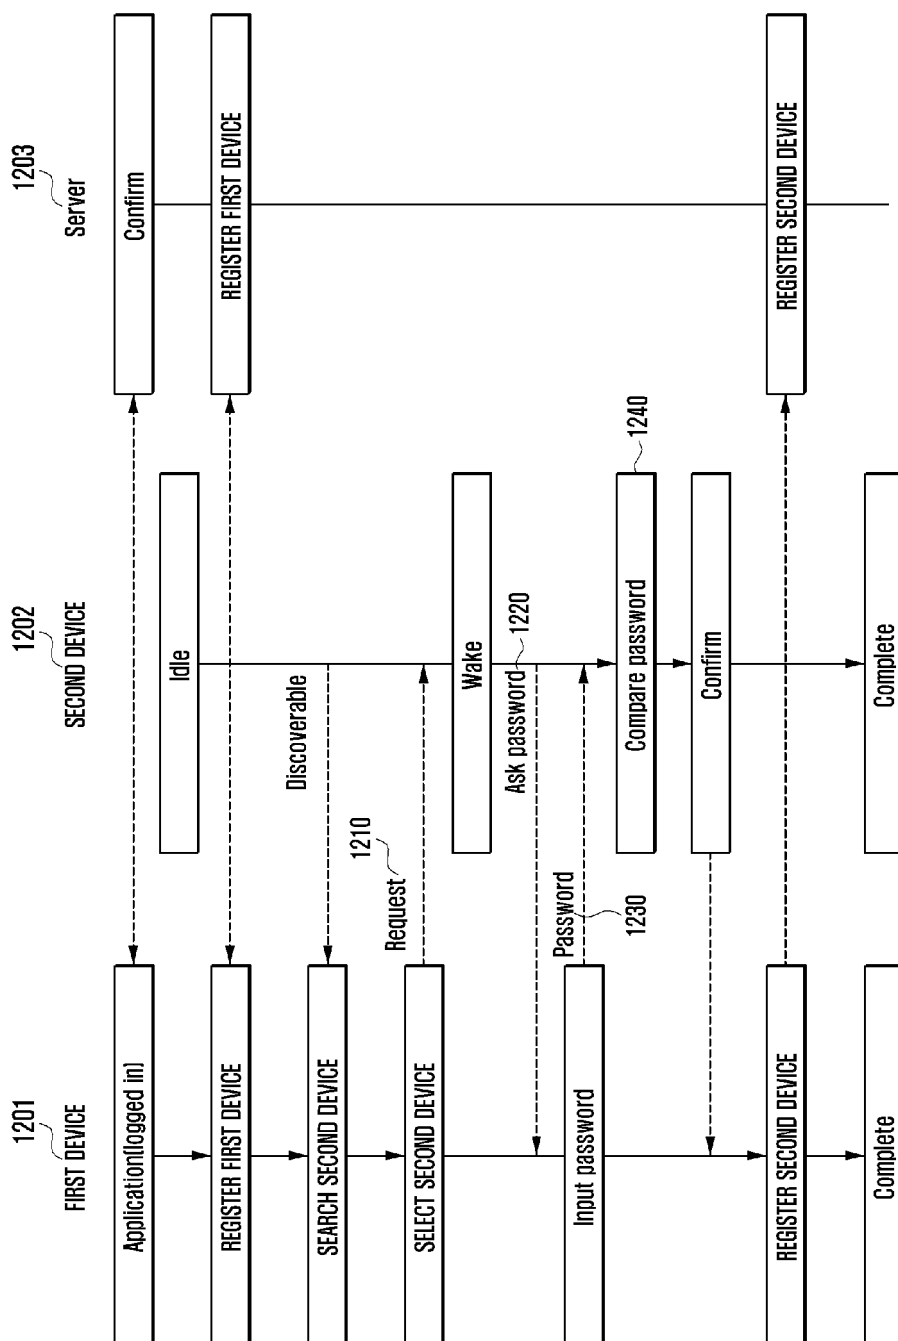 1201
FIRST DEVICE
1202
SECOND DEVICE
1203
Server
Application(logged in)
Confirm
Idle
REGISTER FIRST DEVICE
REGISTER FIRST DEVICE
Discoverable
SEARCH SECOND DEVICE
1210
Request
SELECT SECOND DEVICE
Wake
Ask password
1220
Password
1230
Input password
Compare password
1240
Confirm
REGISTER SECOND DEVICE
REGISTER SECOND DEVICE
Complete
Complete